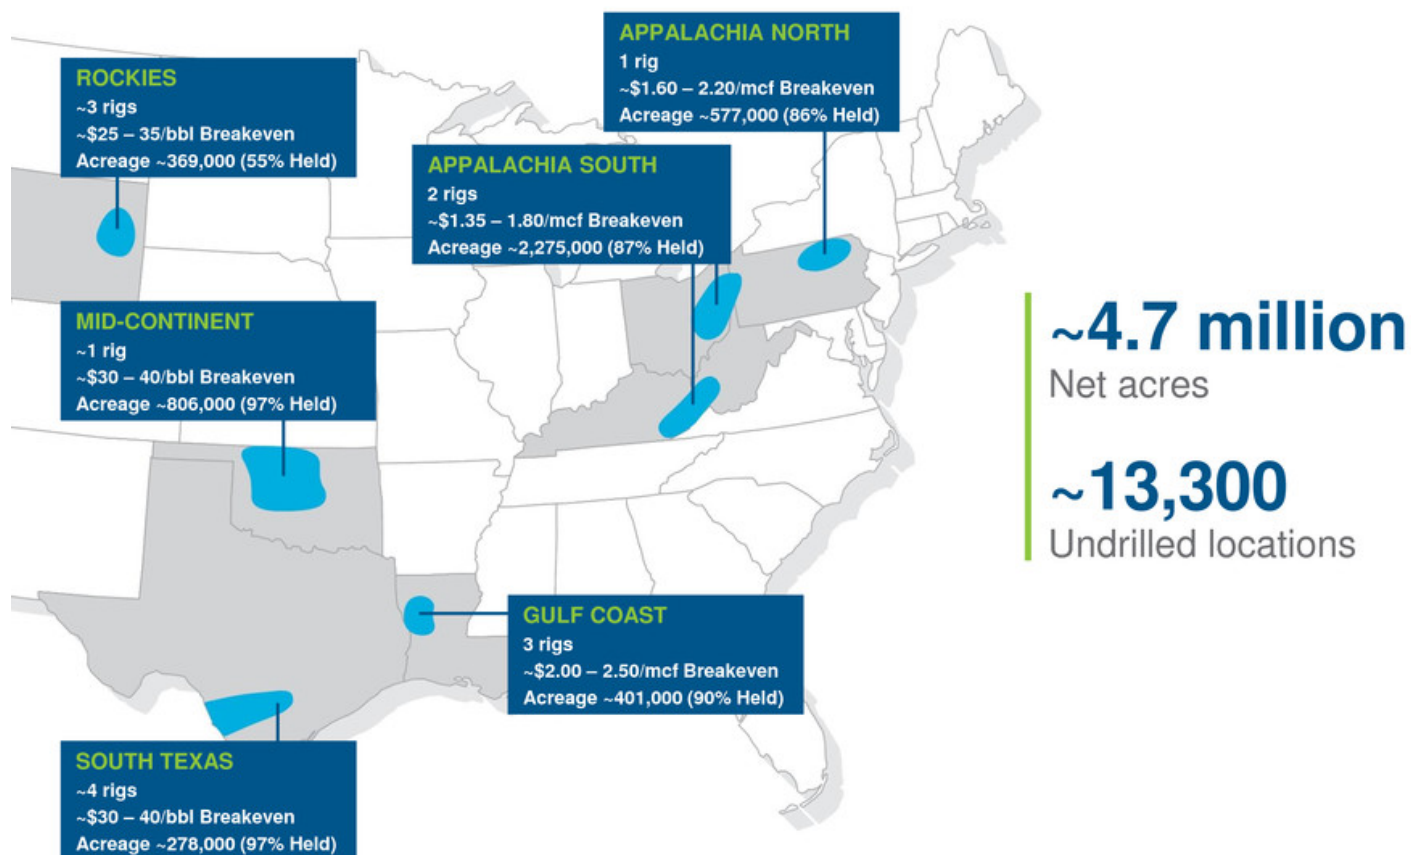 ROCKIES
~3 rigs
~$25 – 35/bbl Breakeven
Acreage ~369,000 (55% Held)
APPALACHIA NORTH
1 rig
~$1.60 – 2.20/mcf Breakeven
Acreage ~577,000 (86% Held)
APPALACHIA SOUTH
2 rigs
~$1.35 – 1.80/mcf Breakeven
Acreage ~2,275,000 (87% Held)
MID-CONTINENT
~1 rig
~$30 – 40/bbl Breakeven
Acreage ~806,000 (97% Held)
GULF COAST
3 rigs
~$2.00 – 2.50/mcf Breakeven
Acreage ~401,000 (90% Held)
SOUTH TEXAS
~4 rigs
~$30 – 40/bbl Breakeven
Acreage ~278,000 (97% Held)
~4.7 million
Net acres
~13,300
Undrilled locations